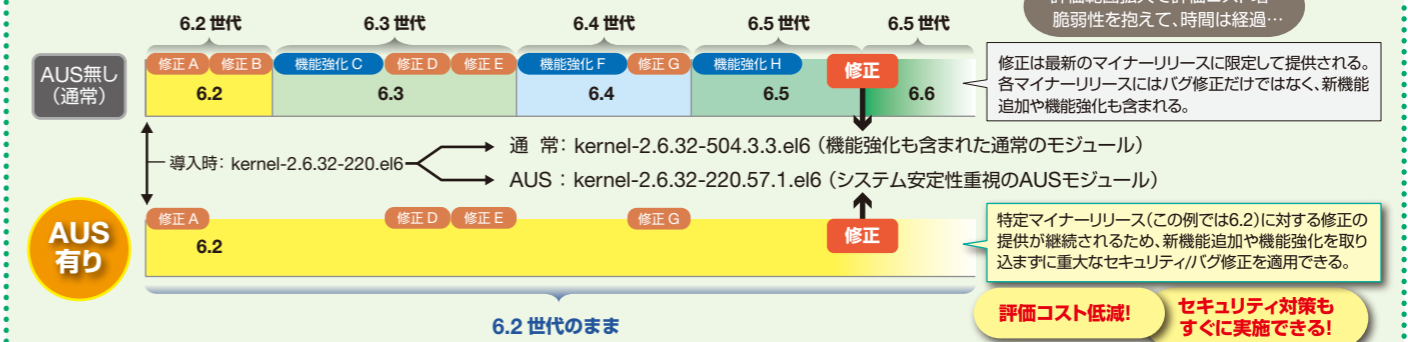 脆弱性を抱えて、時間は経過…
6.2 世代
6.3 世代
6.4 世代
6.5 世代
6.5 世代
AUS無し
（通常）
修正 A
修正 B
機能強化 C
修正 D
修正 E
機能強化 F
修正 G
機能強化 H
修正
6.2
6.3
6.4
6.5
6.6
修正は最新のマイナーリリースに限定して提供される。
各マイナーリリースにはバグ修正だけではなく、新機能
追加や機能強化も含まれる。
導入時： kernel-2.6.32-220.el6
通　常： kernel-2.6.32-504.3.3.el6（機能強化も含まれた通常のモジュール）
AUS ： kernel-2.6.32-220.57.1.el6（システム安定性重視のAUSモジュール）
AUS
有り
修正 A
修正 D
修正 E
修正 G
修正
6.2
特定マイナーリリース（この例では6.2）に対する修正の
提供が継続されるため、新機能追加や機能強化を取り
込まずに重大なセキュリティ/バグ修正を適用できる。
6.2 世代のまま
評価コスト低減!
セキュリティ対策も
すぐに実施できる!